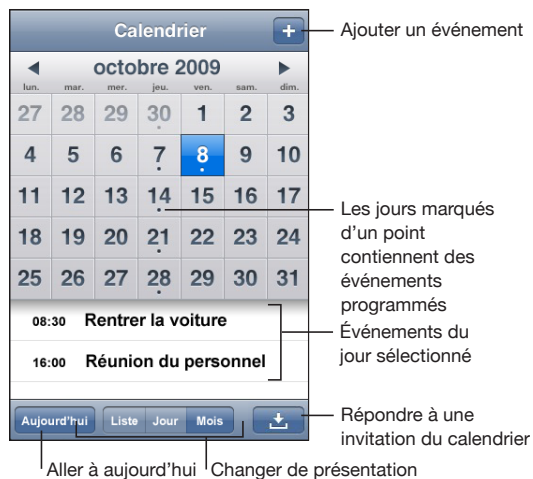 Calendrier
+
Ajouter un événement
octobre 2009
lun. mar. mer. jeu. ven. sam. dim.
27 28 29 30 1 2 3
4 5 6 7 8 9 10
11 12 13 14 15 16 17
18 19 20 21 22 23 24
25 26 27 28 29 30 31
Les jours marqués
d'un point
contiennent des
événements
programmés
08:30 Rentrer la voiture
16:00 Réunion du personnel
Événements du
jour sélectionné
Aujourd'hui Liste Jour Mois
Répondre à une
invitation du calendrier
Aller à aujourd'hui
Changer de présentation